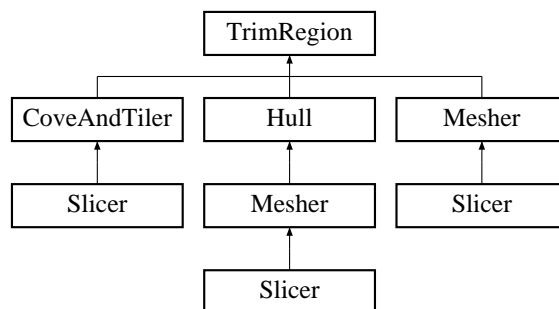 TrimRegion
CoveAndTiler
Hull
Mesher
Slicer
Mesher
Slicer
Slicer